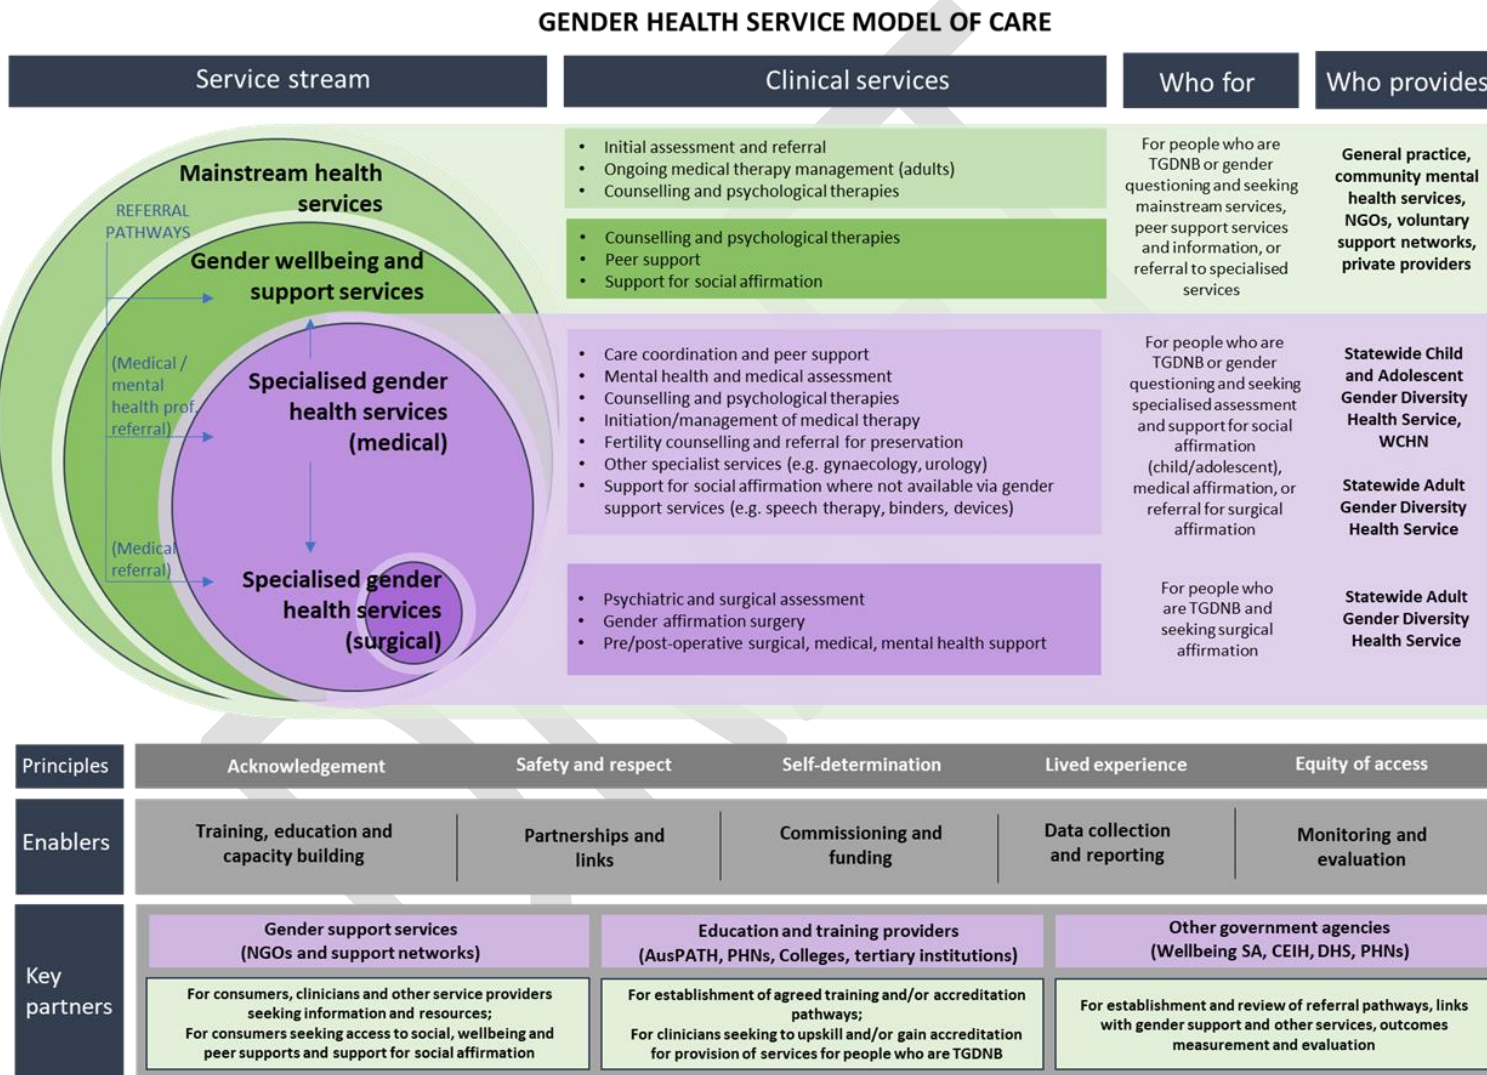 GENDER HEALTH SERVICE MODEL OF CARE
Service stream
Clinical services
Who for
Who provides
Mainstream health
services
REFERRAL
PATHWAYS
Gender wellbeing and
support services
(Medical /
mental
health prof.
referral)
Specialised gender
health services
(medical)
(Medical
referral)
Specialised gender
health services
(surgical)
• Initial assessment and referral
• Ongoing medical therapy management (adults)
• Counselling and psychological therapies
• Counselling and psychological therapies
• Peer support
• Support for social affirmation
For people who are
TGDNB or gender
questioning and seeking
mainstream services,
peer support services
and information, or
referral to specialised
services
General practice,
community mental
health services,
NGOs, voluntary
support networks,
private providers
• Care coordination and peer support
• Mental health and medical assessment
• Counselling and psychological therapies
• Initiation/management of medical therapy
• Fertility counselling and referral for preservation
• Other specialist services (e.g. gynaecology, urology)
• Support for social affirmation where not available via gender
support services (e.g. speech therapy, binders, devices)
For people who are
TGDNB or gender
questioning and seeking
specialised assessment
and support for social
affirmation
(child/adolescent),
medical affirmation, or
referral for surgical
affirmation
Statewide Child
and Adolescent
Gender Diversity
Health Service,
WCHN
Statewide Adult
Gender Diversity
Health Service
• Psychiatric and surgical assessment
• Gender affirmation surgery
• Pre/post-operative surgical, medical, mental health support
For people who
are TGDNB and
seeking surgical
affirmation
Statewide Adult
Gender Diversity
Health Service
Principles
Acknowledgement
Safety and respect
Self-determination
Lived experience
Equity of access
Enablers
Training, education and
capacity building
Partnerships and
links
Commissioning and
funding
Data collection
and reporting
Monitoring and
evaluation
Key
partners
Gender support services
(NGOs and support networks)
For consumers, clinicians and other service providers
seeking information and resources;
For consumers seeking access to social, wellbeing and
peer supports and support for social affirmation
Education and training providers
(AusPATH, PHNs, Colleges, tertiary institutions)
For establishment of agreed training and/or accreditation
pathways;
For clinicians seeking to upskill and/or gain accreditation
for provision of services for people who are TGDNB
Other government agencies
(Wellbeing SA, CEIH, DHS, PHNs)
For establishment and review of referral pathways, links
with gender support and other services, outcomes
measurement and evaluation